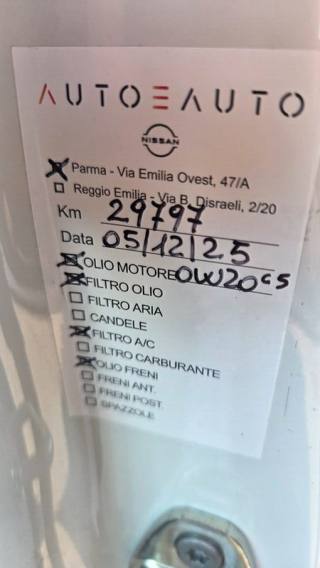 AUTOEAUTO
NISSAN
Parma - Via Emilia Ovest, 47/A
Reggio Emilia - Via B. Disraeli, 2/20
Km 29797
Data 05/12/25
OLIO MOTORE 0W20 C5
FILTRO OLIO
FILTRO ARIA
CANDELE
FILTRO A/C
FILTRO CARBURANTE
OLIO FRENI
FRENI ANT.
FRENI POST.
SPAZZOLE